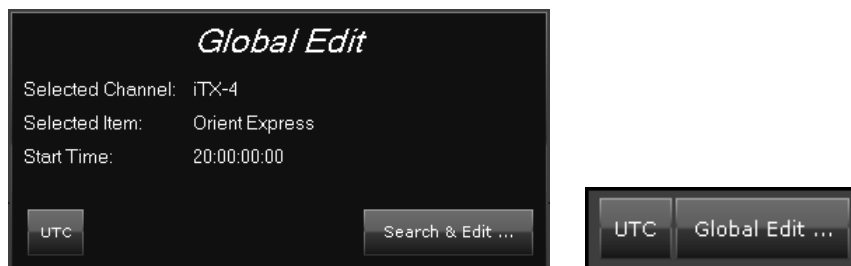 Global Edit
Selected Channel: iTX-4
Selected Item: Orient Express
Start Time: 20:00:00:00
UTC Search & Edit ...
UTC Global Edit ...